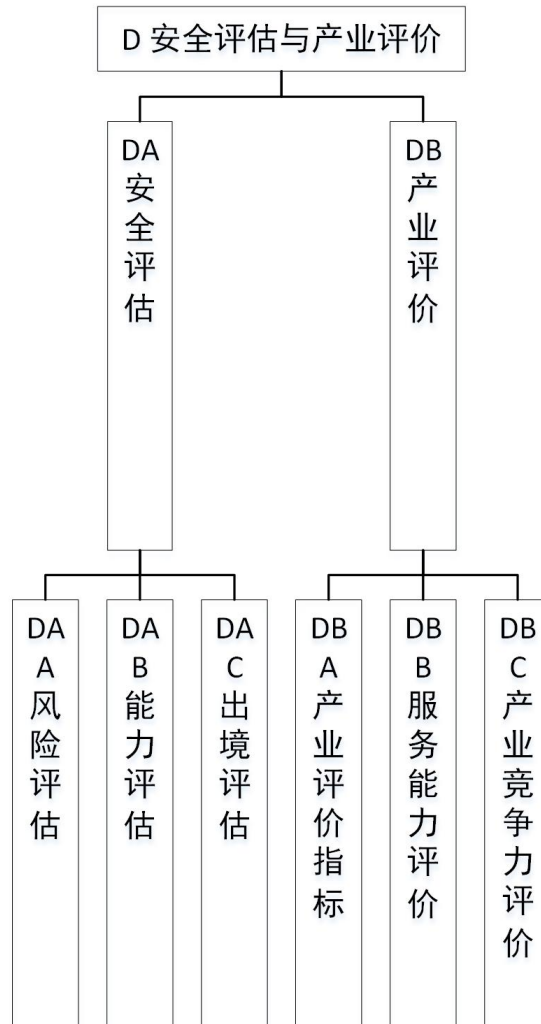 D 安全评估与产业评价
DA
安
全
评
估
DB
产
业
评
价
DA
A
风
险
评
估
DA
B
能
力
评
估
DA
C
出
境
评
估
DB
A
产
业
评
价
指
标
DB
B
服
务
能
力
评
价
DB
C
产
业
竞
争
力
评
价